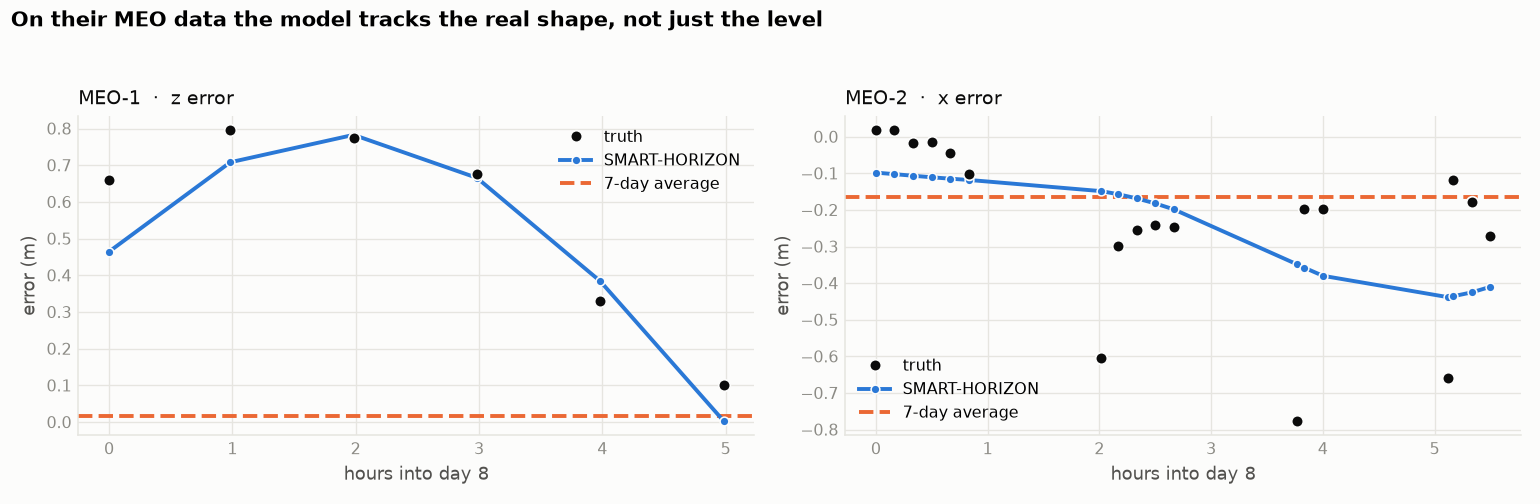 On their MEO data the model tracks the real shape, not just the level
MEO-1 · z error
error (m)
0.8
0.7
0.6
0.5
0.4
0.3
0.2
0.1
0.0
truth
SMART-HORIZON
7-day average
0 1 2 3 4 5
hours into day 8
MEO-2 · x error
error (m)
0.0
−0.1
−0.2
−0.3
−0.4
−0.5
−0.6
−0.7
−0.8
truth
SMART-HORIZON
7-day average
0 1 2 3 4 5
hours into day 8